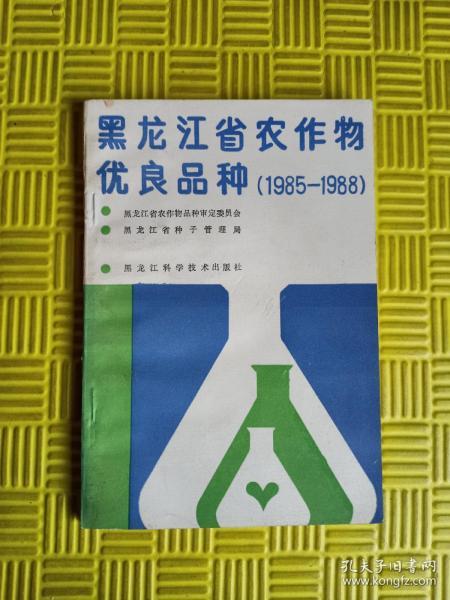 黑龙江省农作物
优良品种(1985-1988)
黑龙江省农作物品种审定委员会
黑龙江省种子管理局
黑龙江科学技术出版社
孔夫子旧书网
www.kongfz.com